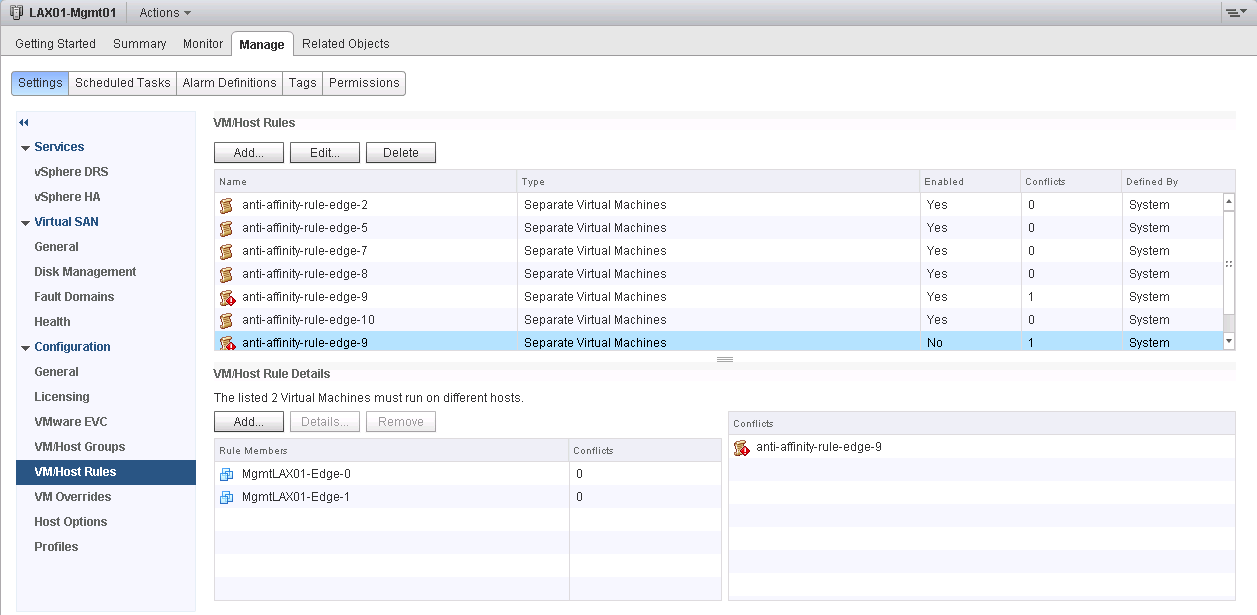 LAX01-Mgmt01 Actions
Getting Started Summary Monitor Manage Related Objects
Settings Scheduled Tasks Alarm Definitions Tags Permissions
Services
vSphere DRS
vSphere HA
Virtual SAN
General
Disk Management
Fault Domains
Health
Configuration
General
Licensing
VMware EVC
VM/Host Groups
VM/Host Rules
VM Overrides
Host Options
Profiles
VM/Host Rules
Add... Edit... Delete
Name Type Enabled Conflicts Defined By
anti-affinity-rule-edge-2 Separate Virtual Machines Yes 0 System
anti-affinity-rule-edge-5 Separate Virtual Machines Yes 0 System
anti-affinity-rule-edge-7 Separate Virtual Machines Yes 0 System
anti-affinity-rule-edge-8 Separate Virtual Machines Yes 0 System
anti-affinity-rule-edge-9 Separate Virtual Machines Yes 1 System
anti-affinity-rule-edge-10 Separate Virtual Machines Yes 0 System
anti-affinity-rule-edge-9 Separate Virtual Machines No 1 System
VM/Host Rule Details
The listed 2 Virtual Machines must run on different hosts.
Add... Details... Remove
Rule Members Conflicts
MgmtLAX01-Edge-0 0
MgmtLAX01-Edge-1 0
Conflicts
anti-affinity-rule-edge-9